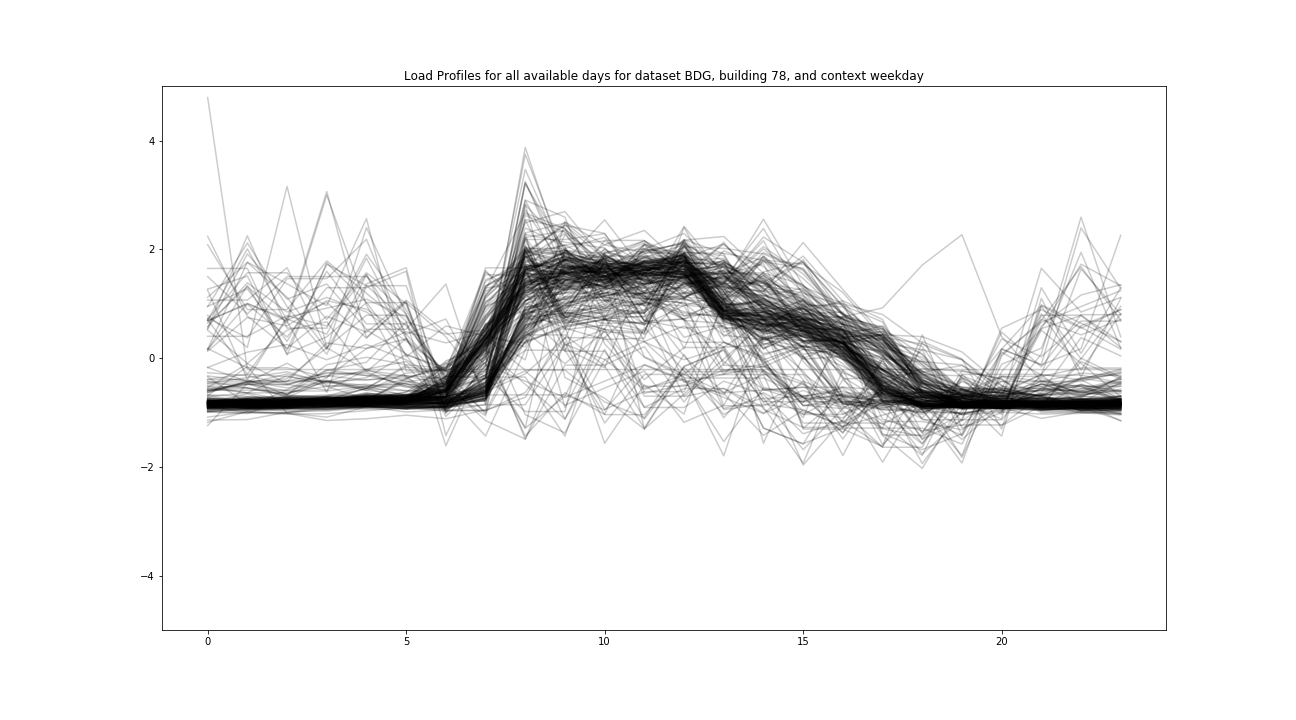 Load Profiles for all available days for dataset BDG, building 78, and context weekday
4
2
0
−2
−4
0 5 10 15 20